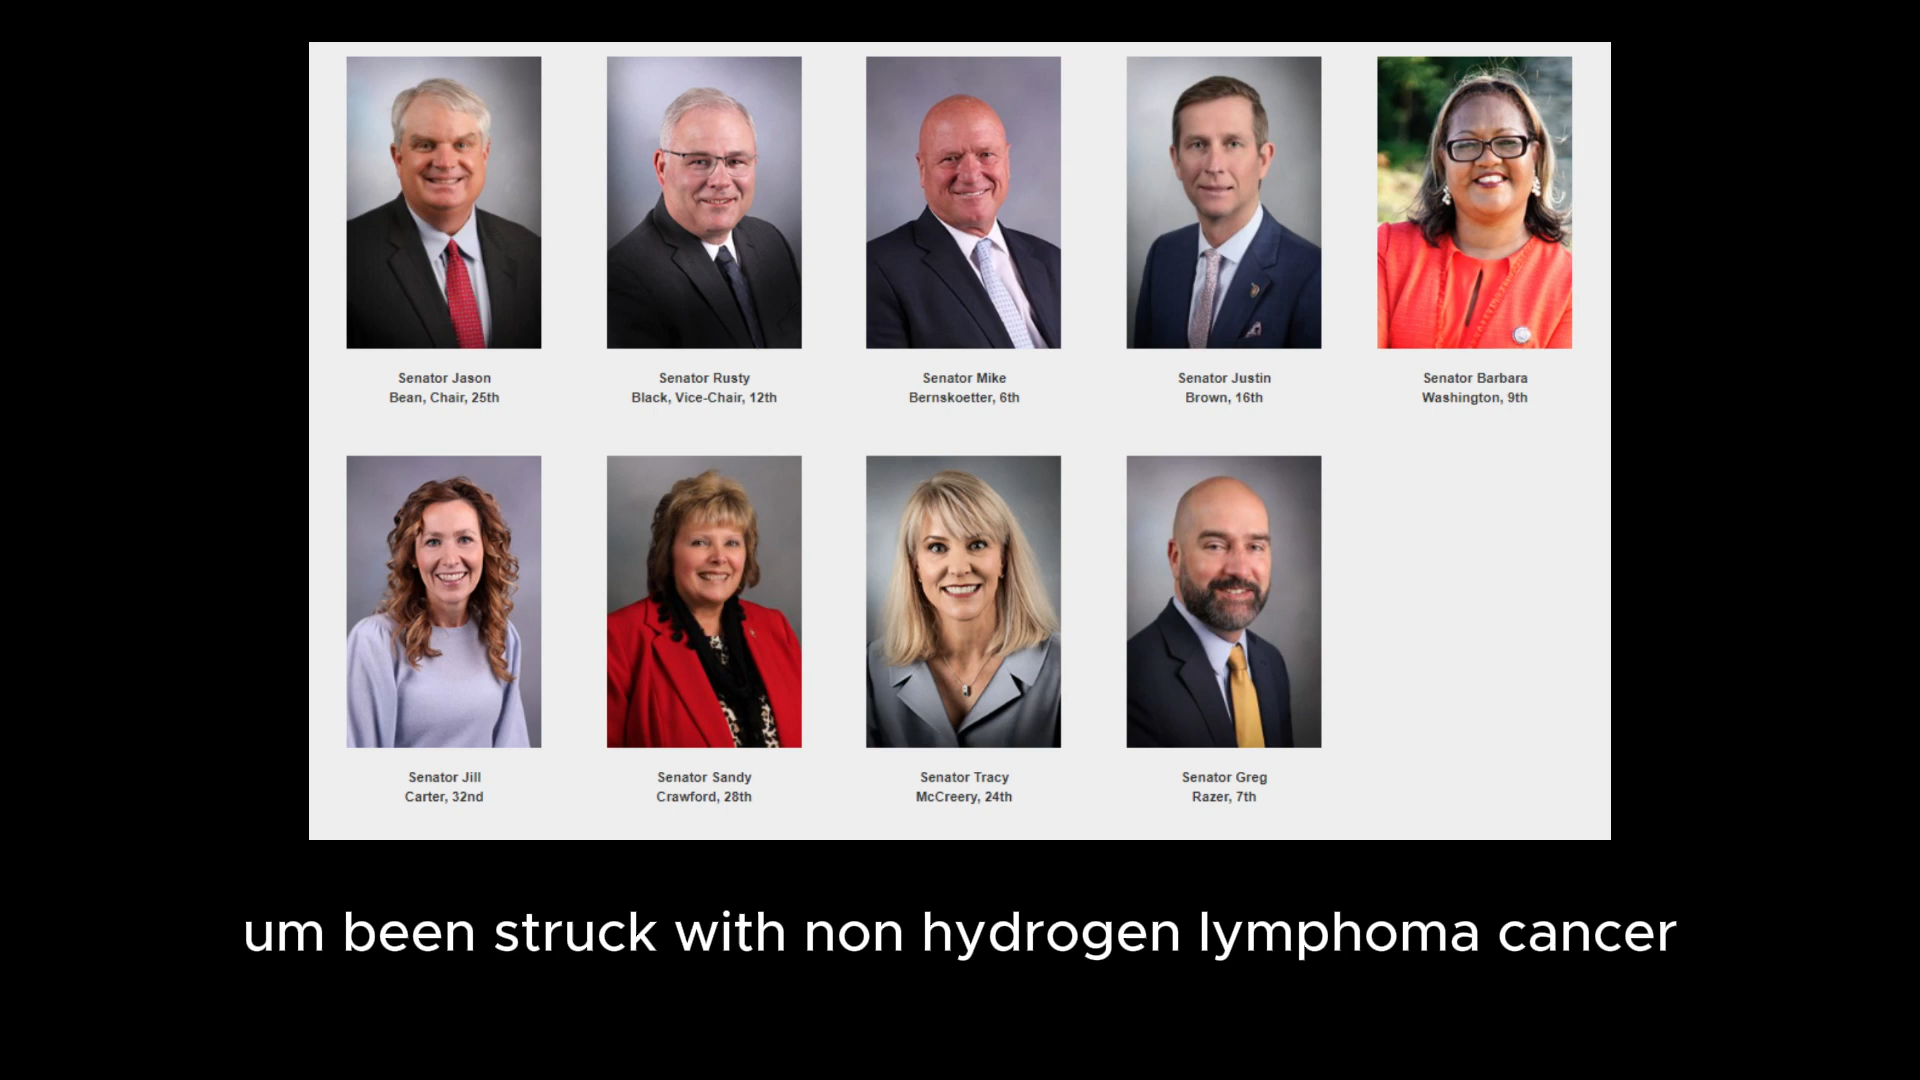 Senator Jason
Bean, Chair, 25th
Senator Rusty
Black, Vice-Chair, 12th
Senator Mike
Bernskoetter, 6th
Senator Justin
Brown, 16th
Senator Barbara
Washington, 9th
Senator Jill
Carter, 32nd
Senator Sandy
Crawford, 28th
Senator Tracy
McCreery, 24th
Senator Greg
Razer, 7th
um been struck with non hydrogen lymphoma cancer